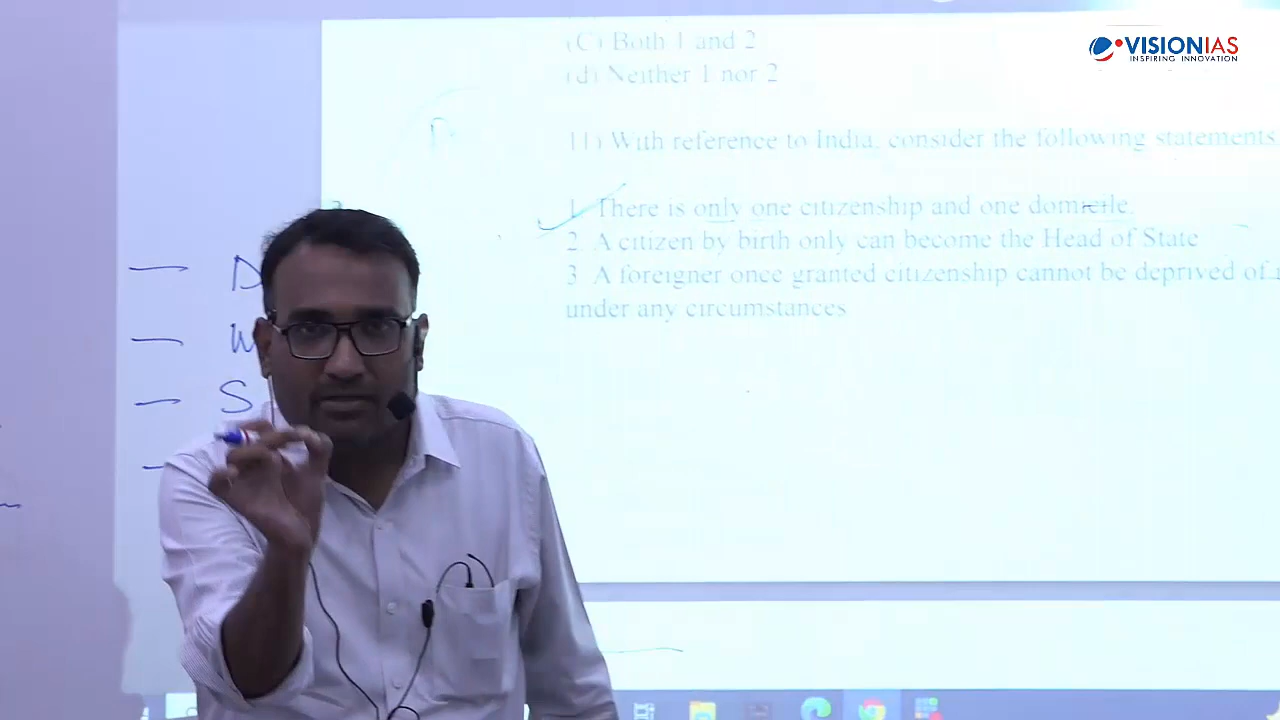 VISIONIAS
INSPIRING INNOVATION
(C) Both 1 and 2
(d) Neither 1 nor 2
11) With reference to India, consider the following statements
1. There is only one citizenship and one domicile.
2. A citizen by birth only can become the Head of State
3. A foreigner once granted citizenship cannot be deprived of
under any circumstances
D
W
S